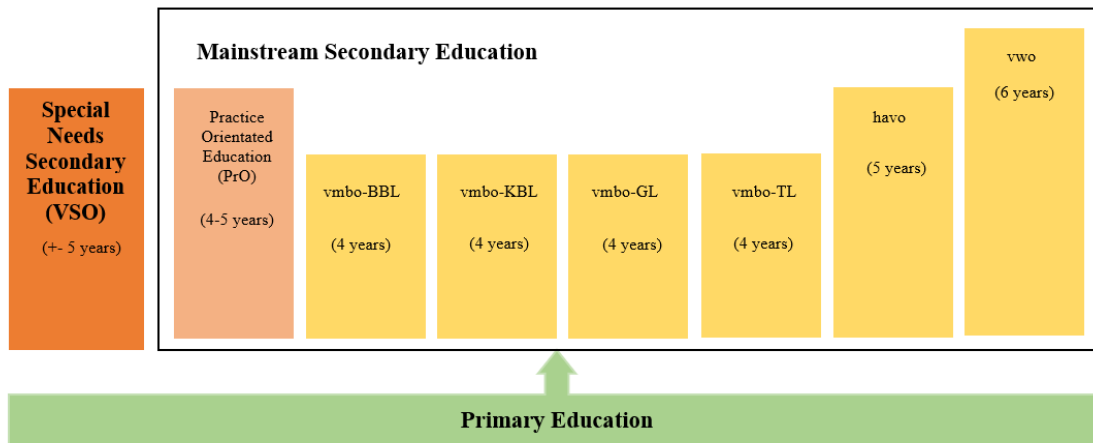 Mainstream Secondary Education
Special
Needs
Secondary
Education
(VSO)
(+- 5 years)
Practice
Orientated
Education
(PrO)
(4-5 years)
vmbo-BBL
(4 years)
vmbo-KBL
(4 years)
vmbo-GL
(4 years)
vmbo-TL
(4 years)
havo
(5 years)
vwo
(6 years)
Primary Education